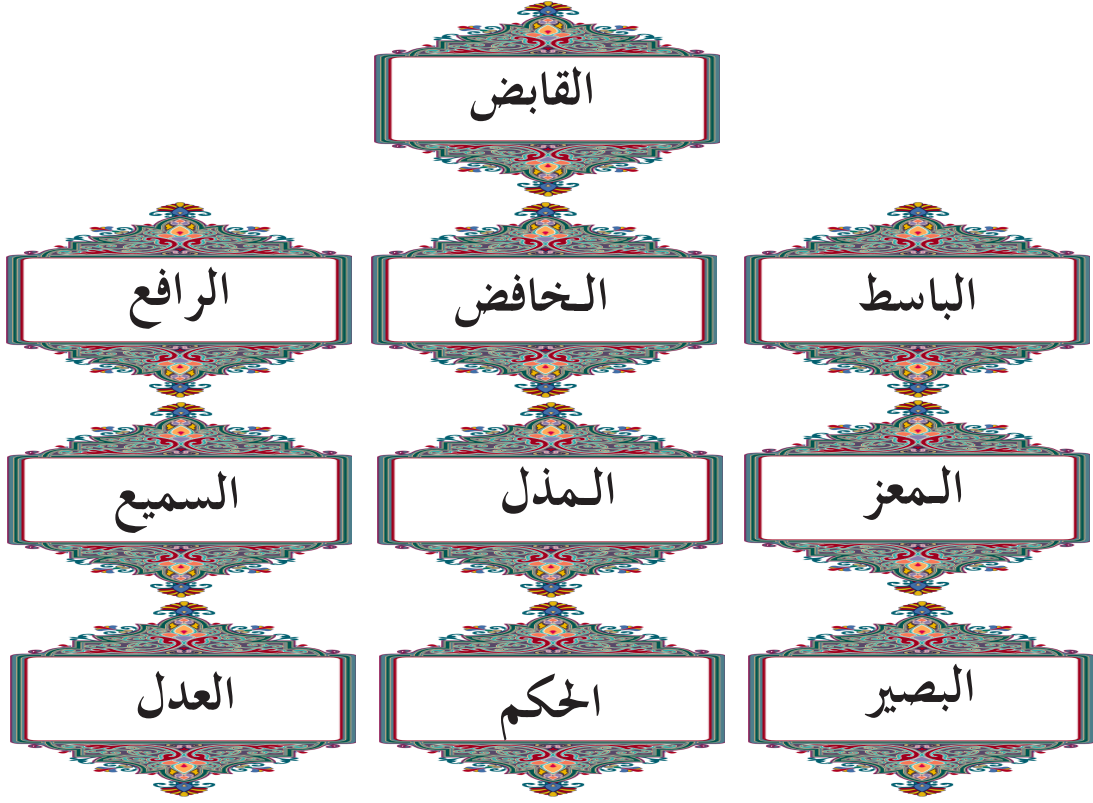 القابض
الباسط
الخافض
الرافع
المعز
المذل
السميع
البصير
الحكم
العدل